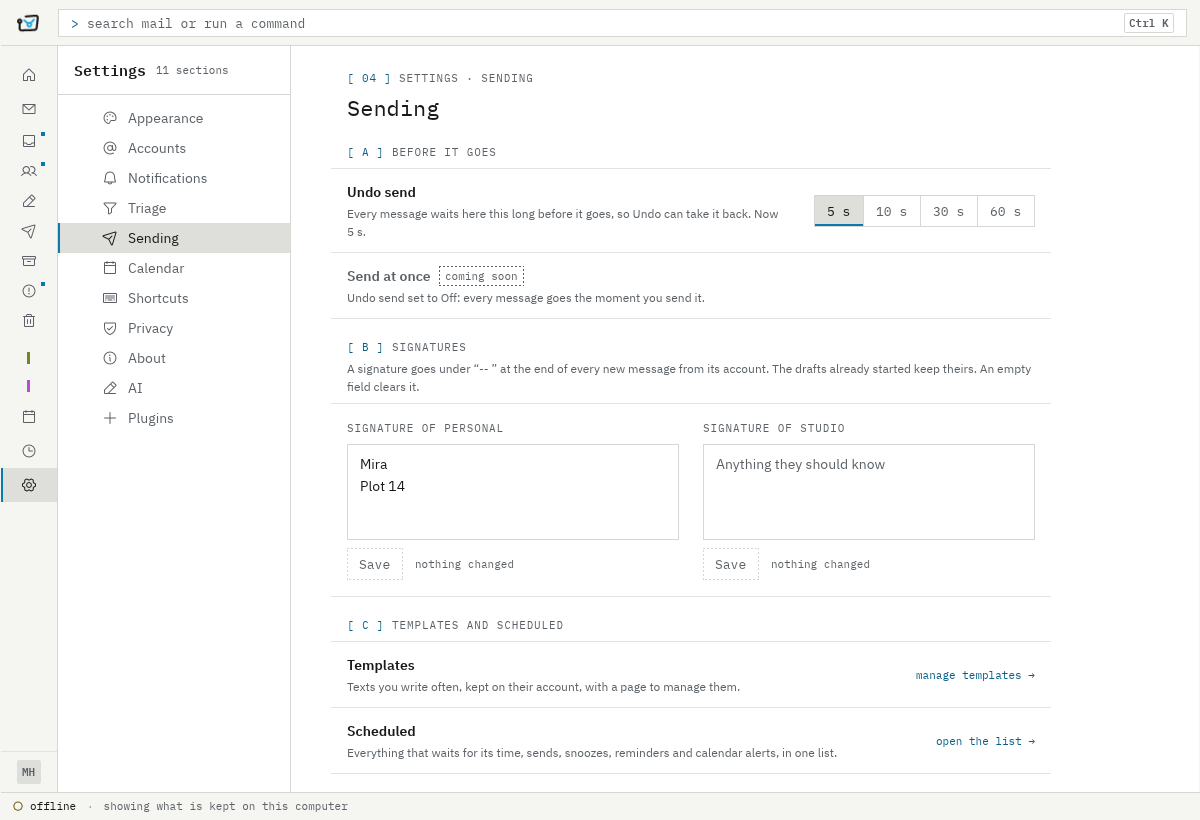 > search mail or run a command
Ctrl K
Settings 11 sections
Appearance
Accounts
Notifications
Triage
Sending
Calendar
Shortcuts
Privacy
About
AI
Plugins
MH
[ 04 ] SETTINGS · SENDING
Sending
[ A ] BEFORE IT GOES
Undo send
Every message waits here this long before it goes, so Undo can take it back. Now
5 s.
5 s 10 s 30 s 60 s
Send at once coming soon
Undo send set to Off: every message goes the moment you send it.
[ B ] SIGNATURES
A signature goes under “-- ” at the end of every new message from its account. The drafts already started keep theirs. An empty
field clears it.
SIGNATURE OF PERSONAL
Mira
Plot 14
Save nothing changed
SIGNATURE OF STUDIO
Anything they should know
Save nothing changed
[ C ] TEMPLATES AND SCHEDULED
Templates
Texts you write often, kept on their account, with a page to manage them.
manage templates →
Scheduled
Everything that waits for its time, sends, snoozes, reminders and calendar alerts, in one list.
open the list →
offline · showing what is kept on this computer